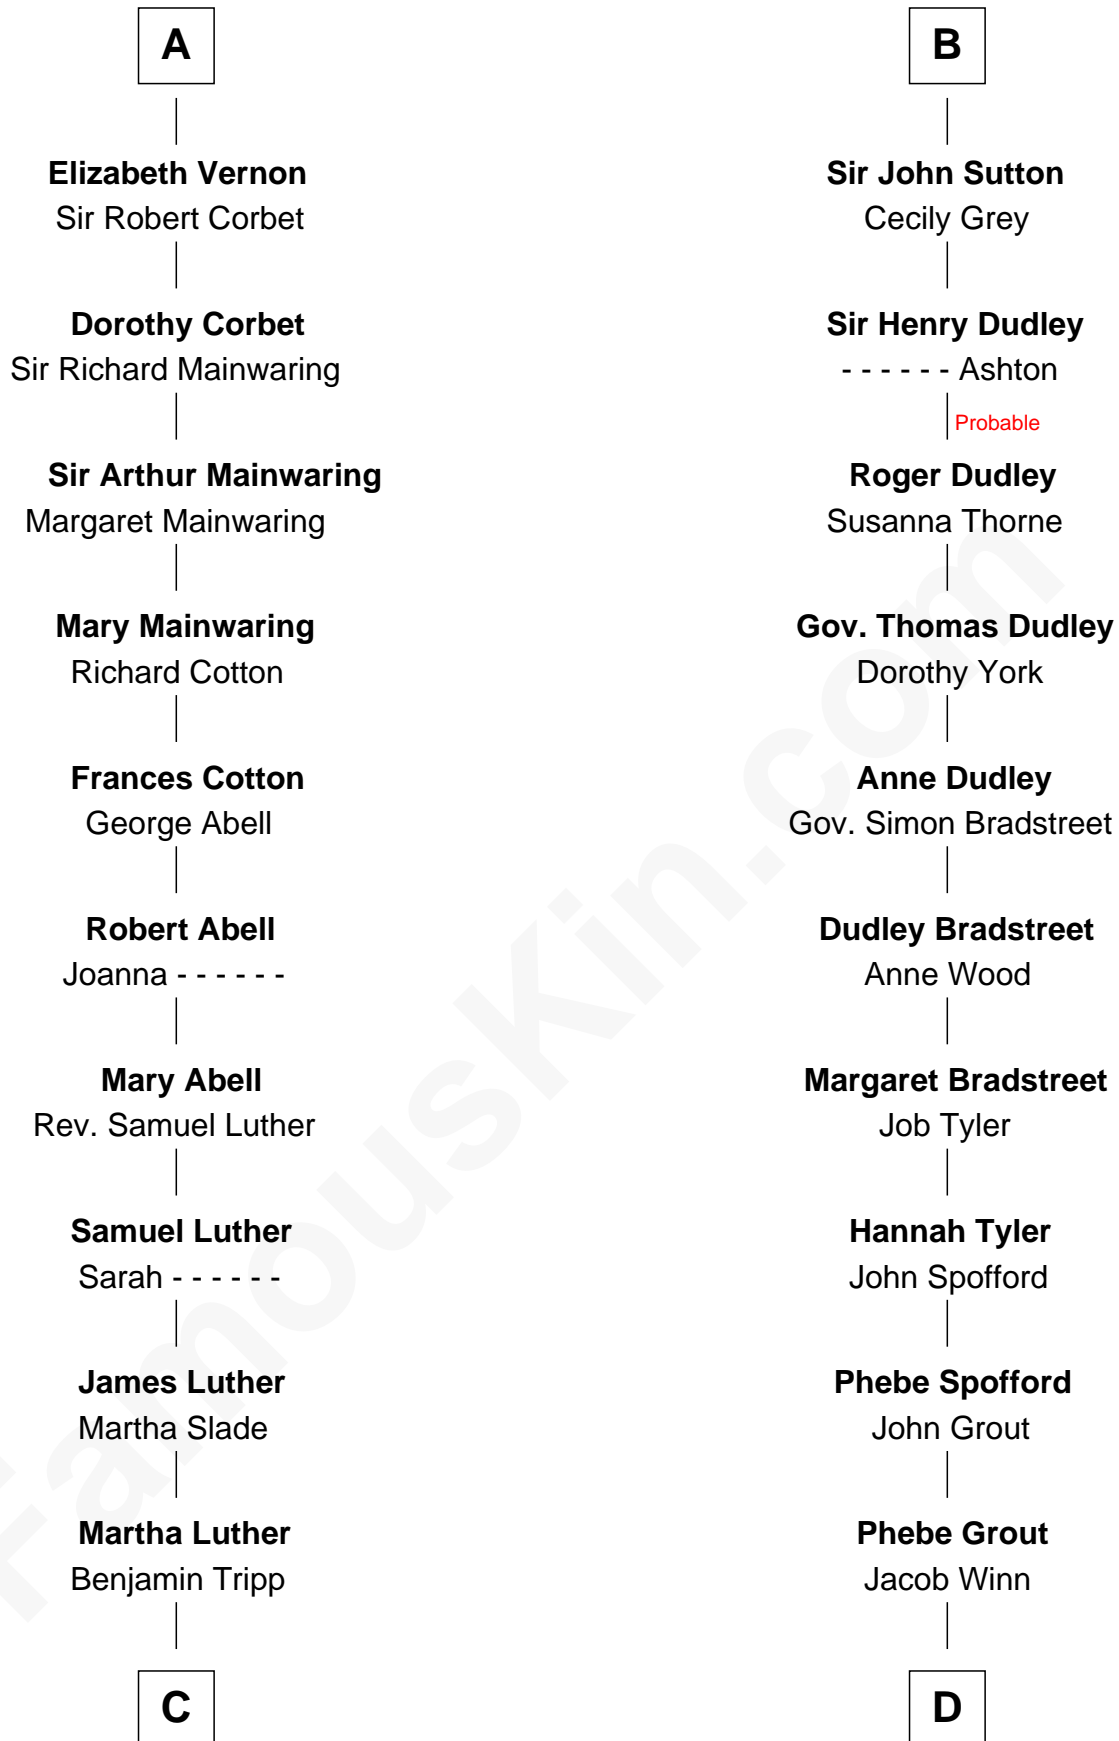 A
Elizabeth Vernon
Sir Robert Corbet
Dorothy Corbet
Sir Richard Mainwaring
Sir Arthur Mainwaring
Margaret Mainwaring
Mary Mainwaring
Richard Cotton
Frances Cotton
George Abell
Robert Abell
Joanna - - - - - -
Mary Abell
Rev. Samuel Luther
Samuel Luther
Sarah - - - - - -
James Luther
Martha Slade
Martha Luther
Benjamin Tripp
C
B
Sir John Sutton
Cecily Grey
Sir Henry Dudley
- - - - - - Ashton
Probable
Roger Dudley
Susanna Thorne
Gov. Thomas Dudley
Dorothy York
Anne Dudley
Gov. Simon Bradstreet
Dudley Bradstreet
Anne Wood
Margaret Bradstreet
Job Tyler
Hannah Tyler
John Spofford
Phebe Spofford
John Grout
Phebe Grout
Jacob Winn
D
FamousKin.com